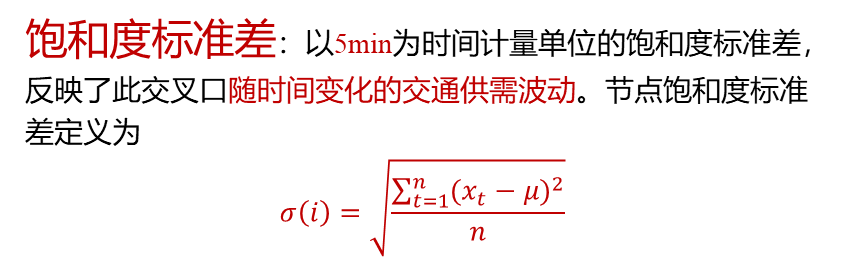 饱和度标准差：以5min为时间计量单位的饱和度标准差，
反映了此交叉口随时间变化的交通供需波动。节点饱和度标准
差定义为
σ(i) = √(∑ₜ₌₁ⁿ(xₜ − μ)² / n)